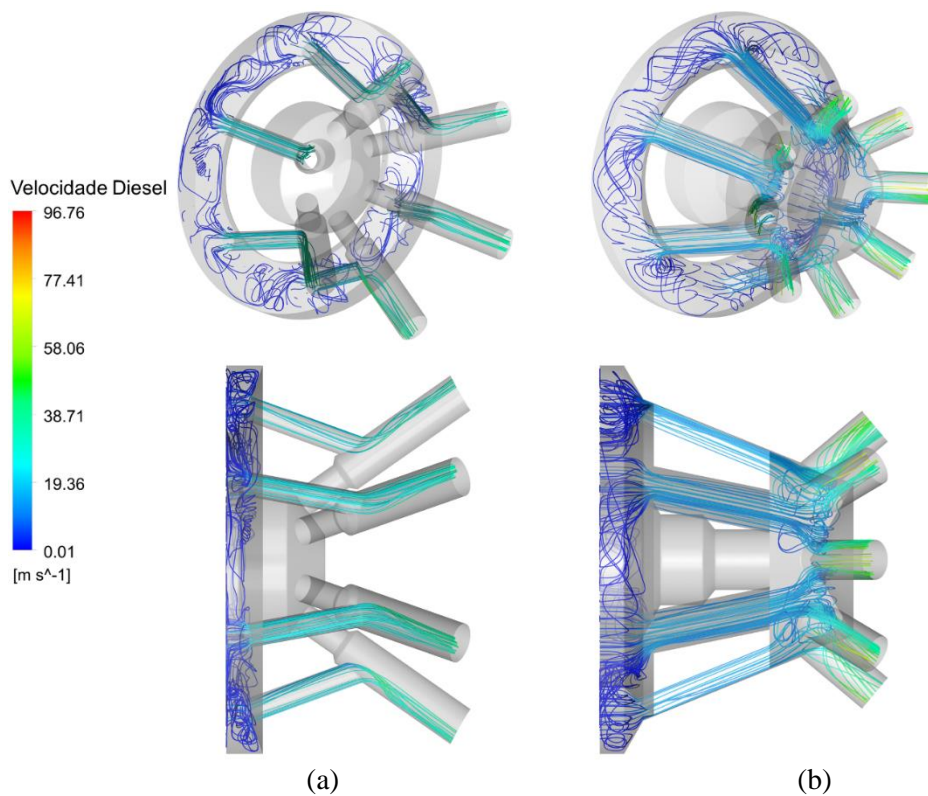 Velocidade Diesel
96.76
77.41
58.06
38.71
19.36
0.01
[m s^-1]
(a)
(b)